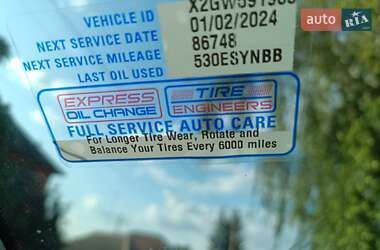 auto RIA.com
VEHICLE ID
NEXT SERVICE DATE 01/02/2024
NEXT SERVICE MILEAGE 86748
LAST OIL USED 530ESYNBB
EXPRESS OIL CHANGE
TIRE ENGINEERS
FULL SERVICE AUTO CARE
For Longer Tire Wear, Rotate and
Balance Your Tires Every 6000 miles